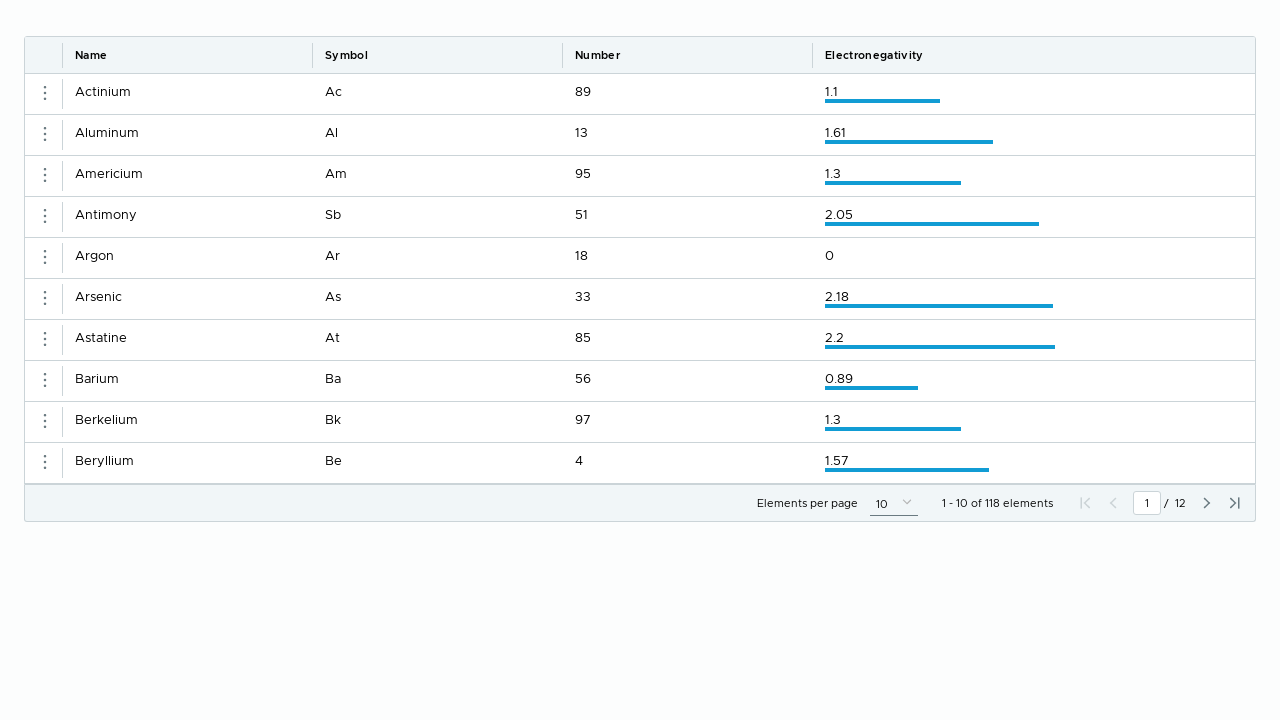 Name Symbol Number Electronegativity
Actinium Ac 89 1.1
Aluminum Al 13 1.61
Americium Am 95 1.3
Antimony Sb 51 2.05
Argon Ar 18 0
Arsenic As 33 2.18
Astatine At 85 2.2
Barium Ba 56 0.89
Berkelium Bk 97 1.3
Beryllium Be 4 1.57
Elements per page 10 1 - 10 of 118 elements 1 / 12